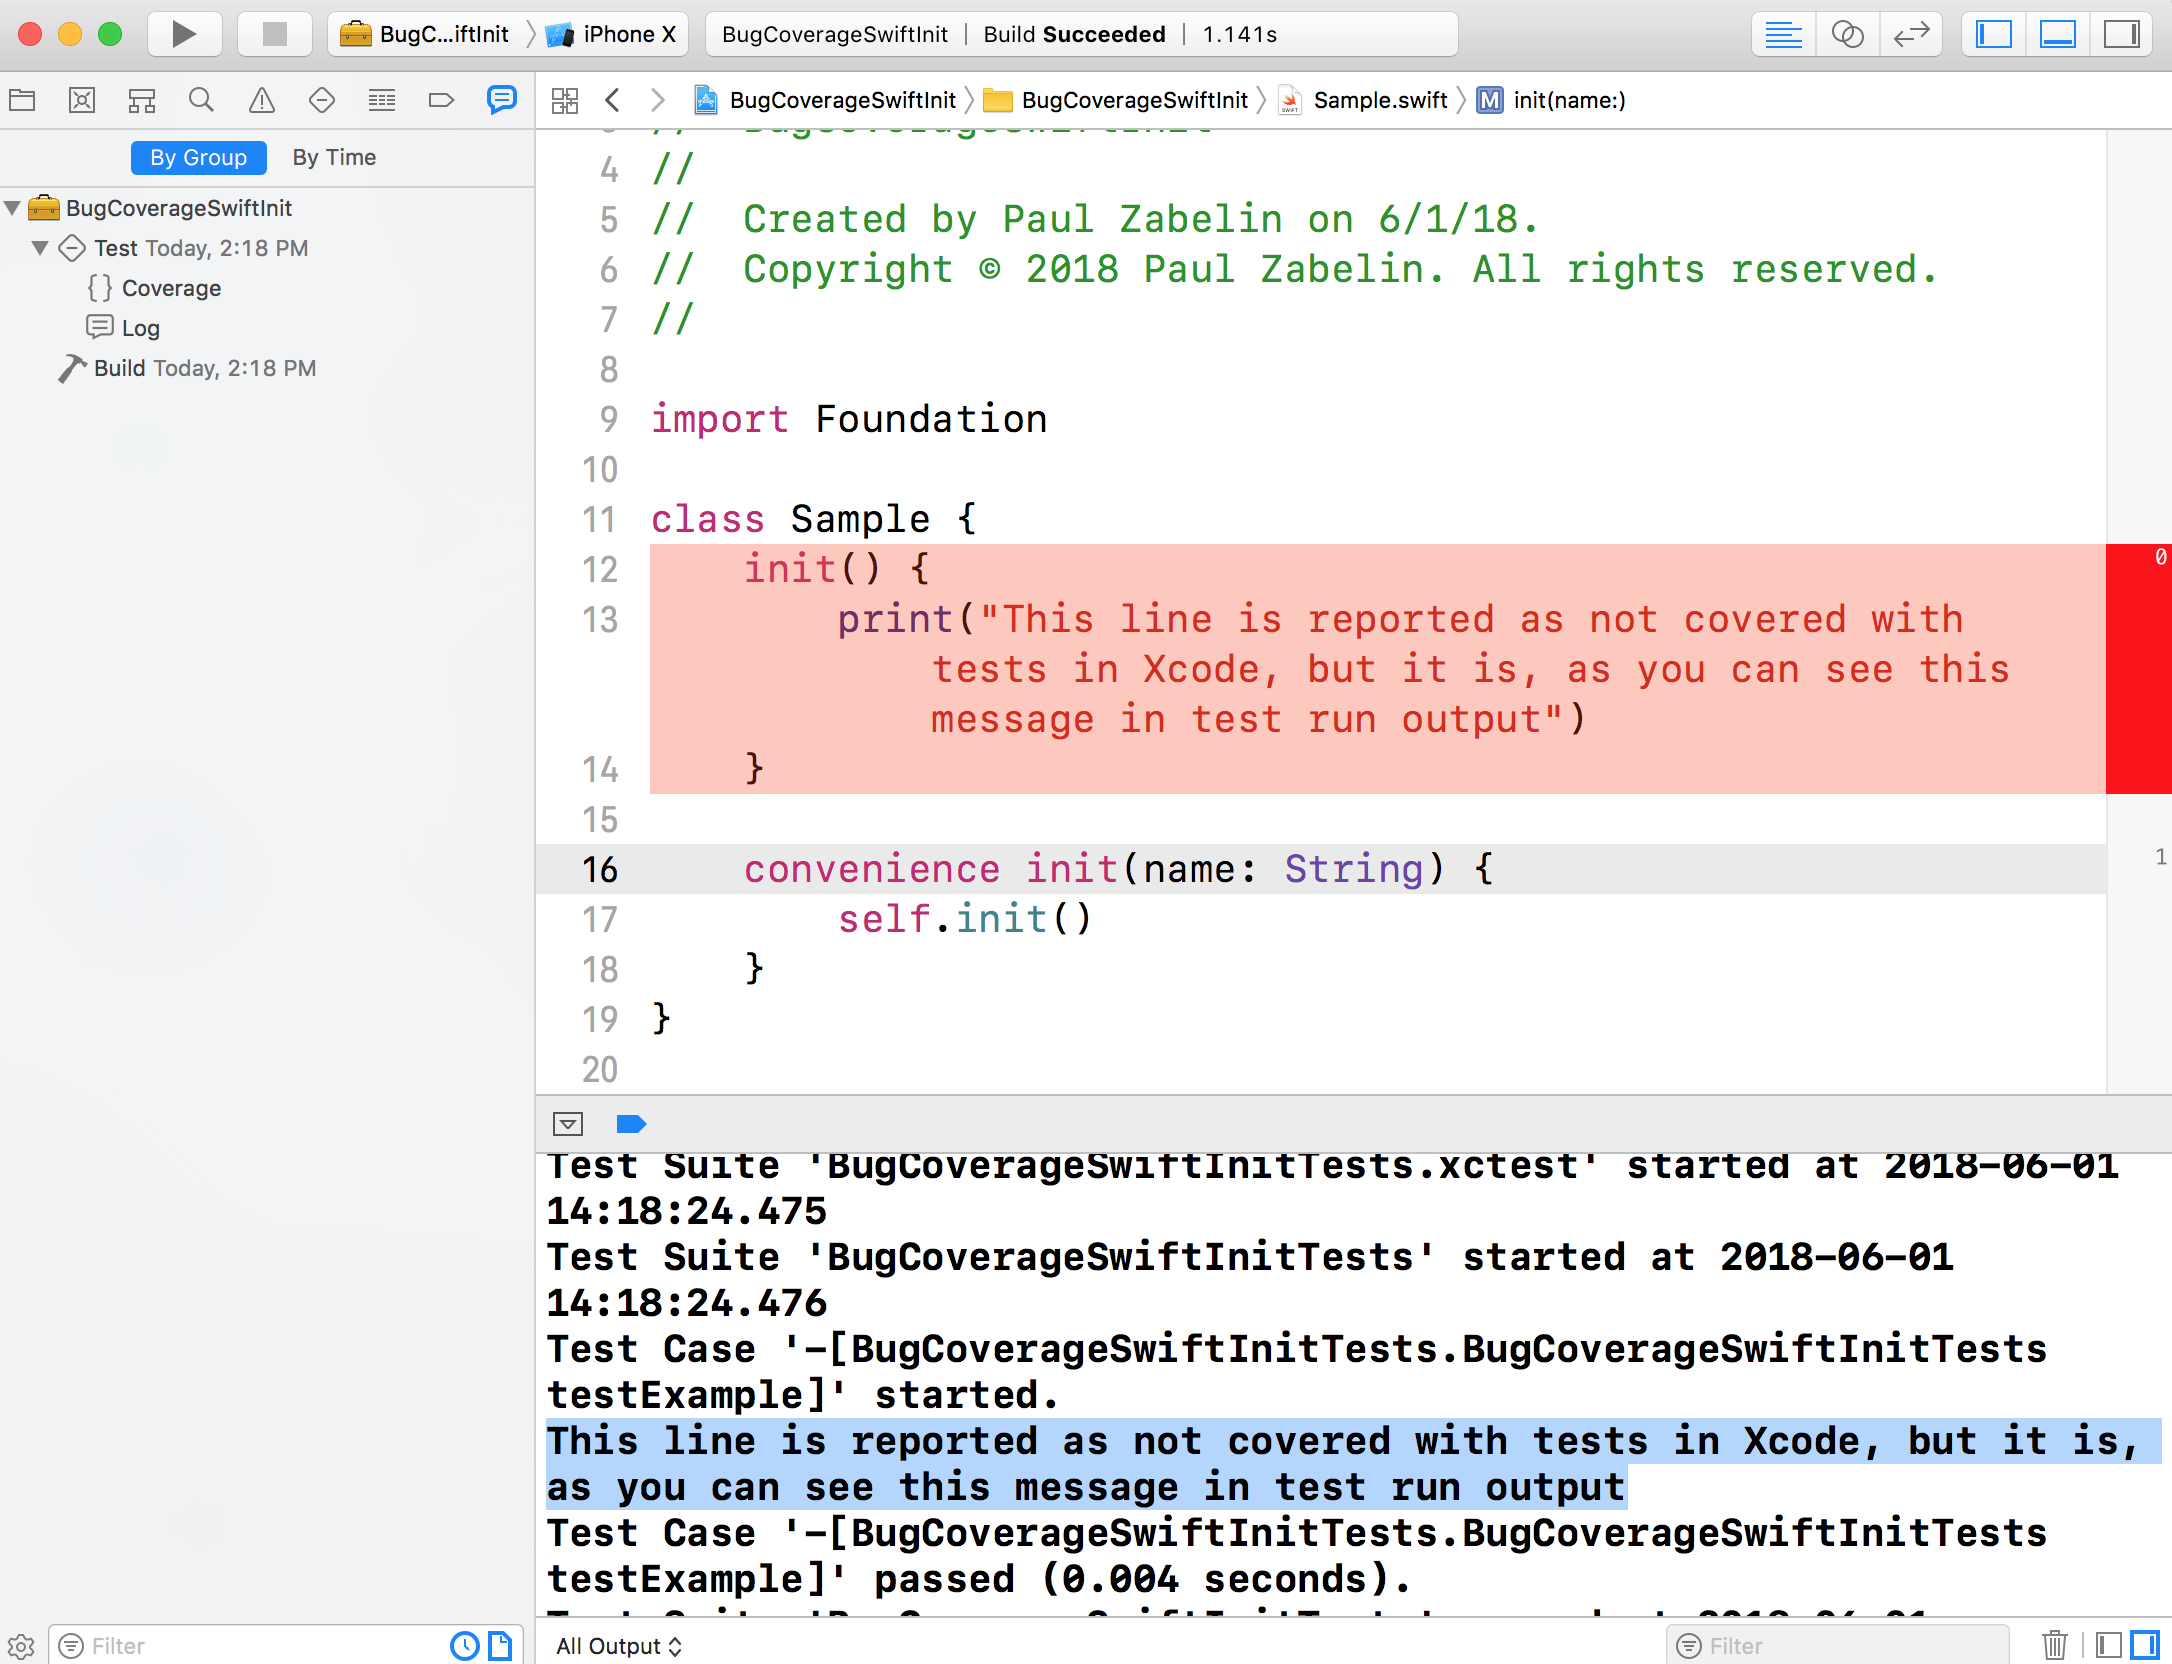 BugC...iftInit
iPhone X
BugCoverageSwiftInit | Build Succeeded | 1.141s
BugCoverageSwiftInit
BugCoverageSwiftInit
Sample.swift
M
init(name:)
By Group
By Time
BugCoverageSwiftInit
Test Today, 2:18 PM
{} Coverage
Log
Build Today, 2:18 PM
4 //
5 // Created by Paul Zabelin on 6/1/18.
6 // Copyright © 2018 Paul Zabelin. All rights reserved.
7 //
8
9 import Foundation
10
11 class Sample {
12 init() { 0
13 print("This line is reported as not covered with
tests in Xcode, but it is, as you can see this
message in test run output")
14 }
15
16 convenience init(name: String) { 1
17 self.init()
18 }
19 }
20
Test Suite 'BugCoverageSwiftInitTests.xctest' started at 2018-06-01
14:18:24.475
Test Suite 'BugCoverageSwiftInitTests' started at 2018-06-01
14:18:24.476
Test Case '-[BugCoverageSwiftInitTests.BugCoverageSwiftInitTests
testExample]' started.
This line is reported as not covered with tests in Xcode, but it is,
as you can see this message in test run output
Test Case '-[BugCoverageSwiftInitTests.BugCoverageSwiftInitTests
testExample]' passed (0.004 seconds).
Filter
All Output
Filter